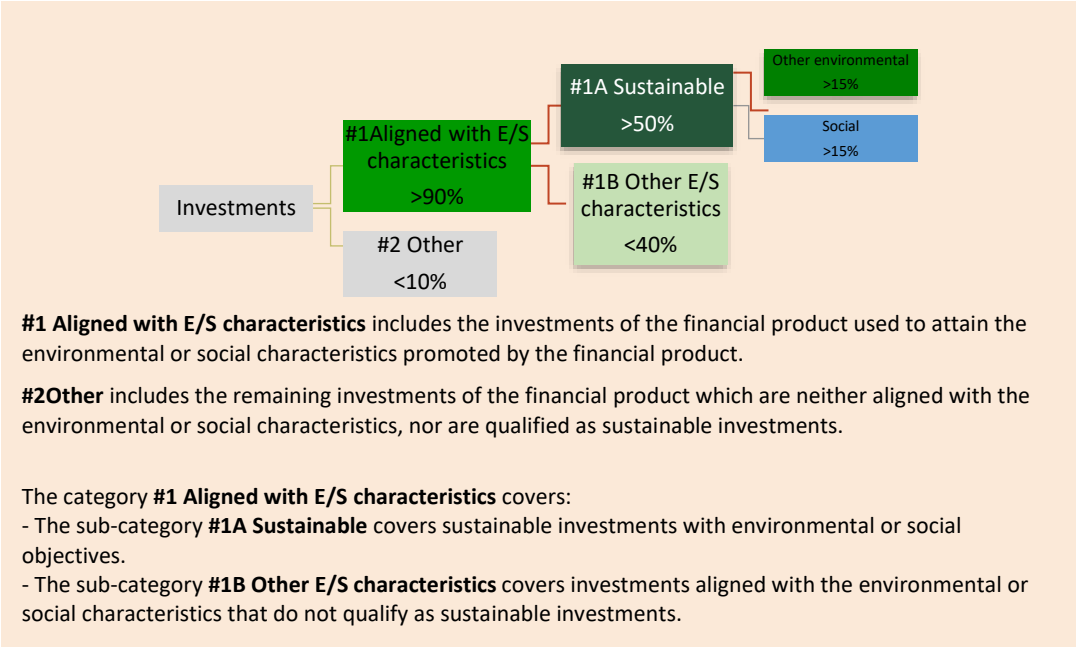 Other environmental
>15%
#1A Sustainable
>50%
Social
>15%
#1Aligned with E/S
characteristics
>90%
#1B Other E/S
characteristics
<40%
Investments
#2 Other
<10%
#1 Aligned with E/S characteristics includes the investments of the financial product used to attain the
environmental or social characteristics promoted by the financial product.
#2Other includes the remaining investments of the financial product which are neither aligned with the
environmental or social characteristics, nor are qualified as sustainable investments.
The category #1 Aligned with E/S characteristics covers:
- The sub-category #1A Sustainable covers sustainable investments with environmental or social
objectives.
- The sub-category #1B Other E/S characteristics covers investments aligned with the environmental or
social characteristics that do not qualify as sustainable investments.